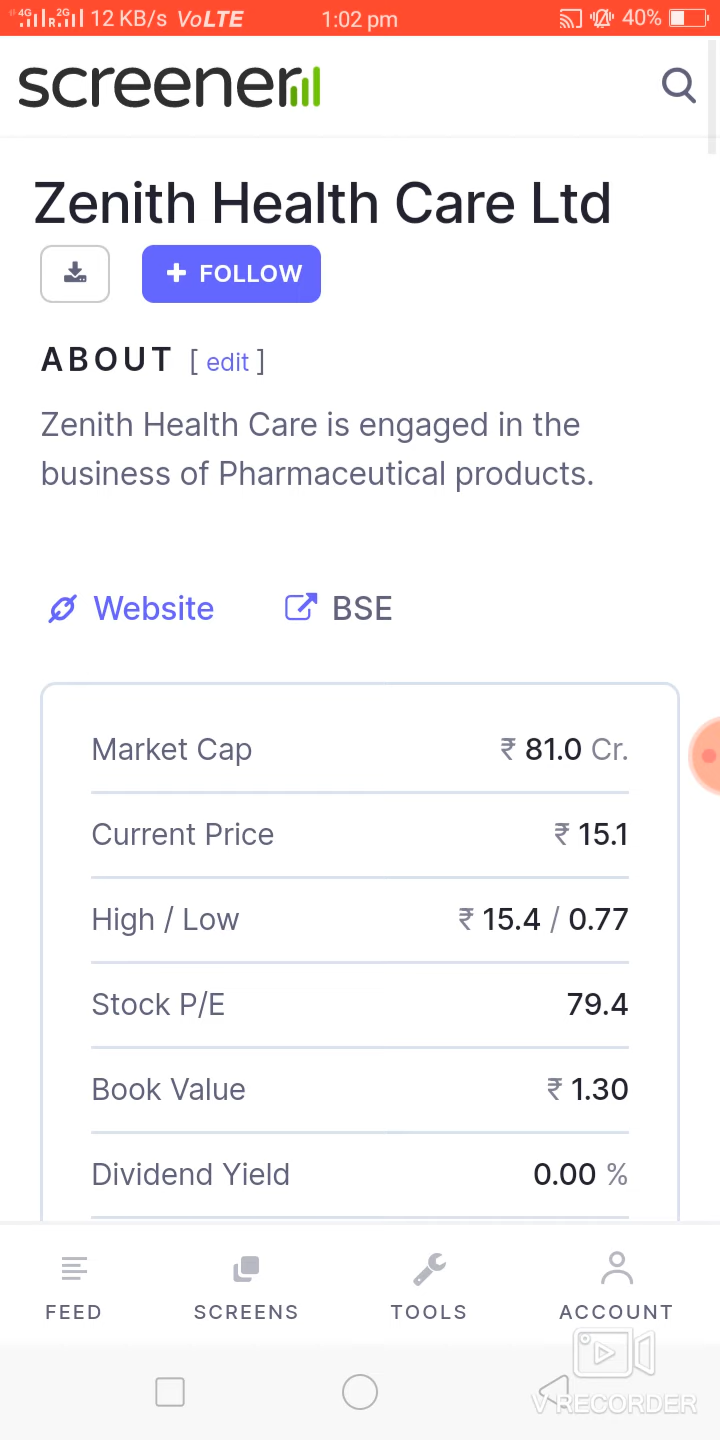 4G R 2G 12 KB/s VoLTE 1:02 pm 40%
screener
Zenith Health Care Ltd
+ FOLLOW
ABOUT [ edit ]
Zenith Health Care is engaged in the
business of Pharmaceutical products.
Website BSE
Market Cap ₹ 81.0 Cr.
Current Price ₹ 15.1
High / Low ₹ 15.4 / 0.77
Stock P/E 79.4
Book Value ₹ 1.30
Dividend Yield 0.00 %
FEED SCREENS TOOLS ACCOUNT
V RECORDER